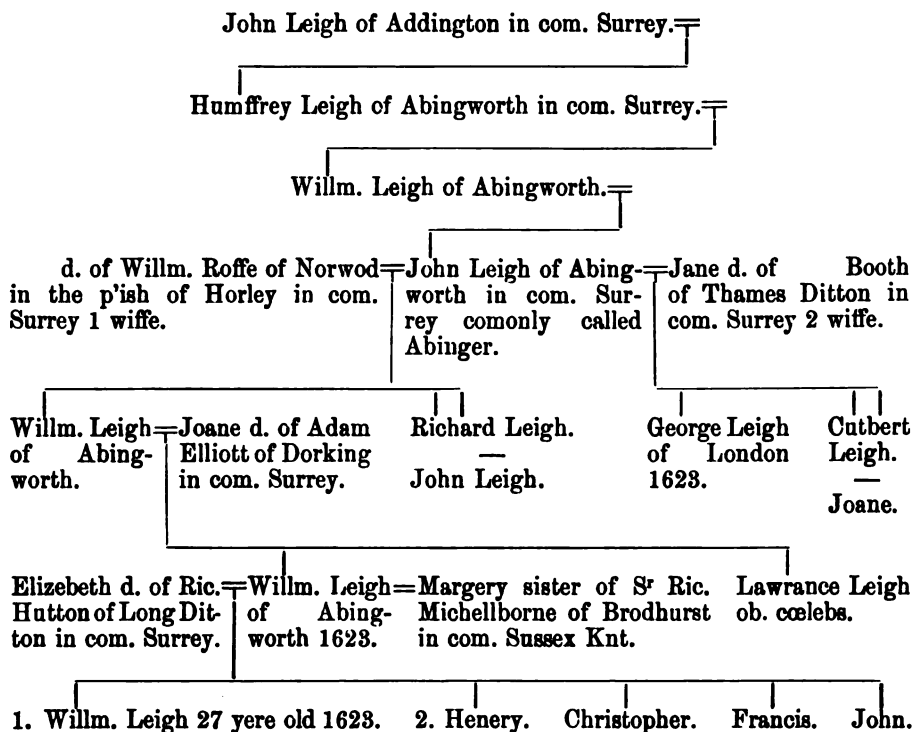 John Leigh of Addington in com. Surrey.
Humffrey Leigh of Abingworth in com. Surrey.
Willm. Leigh of Abingworth.
d. of Willm. Roffe of Norwod
in the p'ish of Horley in com.
Surrey 1 wiffe.
John Leigh of Abing-
worth in com. Sur-
rey comonly called
Abinger.
Jane d. of Booth
of Thames Ditton in
com. Surrey 2 wiffe.
Willm. Leigh
of Abing-
worth.
Joane d. of Adam
Elliott of Dorking
in com. Surrey.
Richard Leigh.
—
John Leigh.
George Leigh
of London
1623.
Cutbert
Leigh.
—
Joane.
Elizebeth d. of Ric.
Hutton of Long Dit-
ton in com. Surrey.
Willm. Leigh
of Abing-
worth 1623.
Margery sister of Sr Ric.
Michellborne of Brodhurst
in com. Sussex Knt.
Lawrance Leigh
ob. cœlebs.
1. Willm. Leigh 27 yere old 1623. 2. Henery. Christopher. Francis. John.